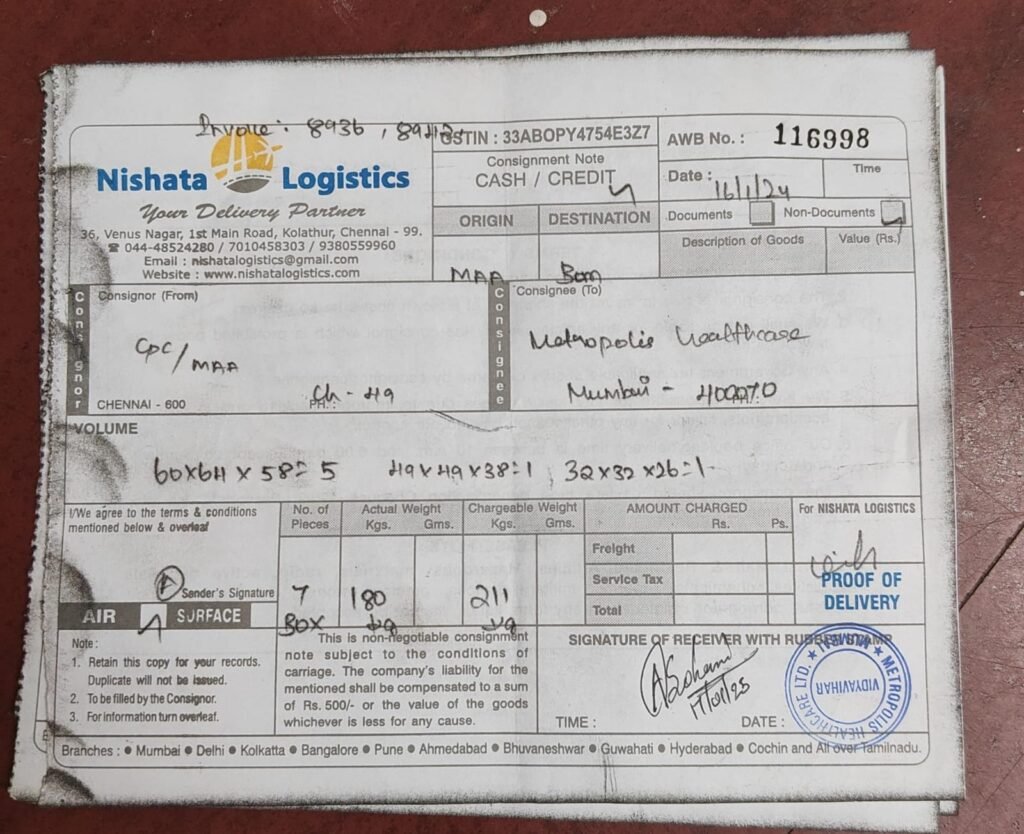 Invoice : 8936 , 8942
GSTIN : 33ABOPY4754E3Z7
AWB No. : 116998
Nishata Logistics
Your Delivery Partner
36, Venus Nagar, 1st Main Road, Kolathur, Chennai - 99.
☎ 044-48524280 / 7010458303 / 9380559960
Email : nishatalogistics@gmail.com
Website : www.nishatalogistics.com
Consignment Note
CASH / CREDIT
Date : 16/1/24
Time
Documents Non-Documents
ORIGIN DESTINATION
MAA Bom
Description of Goods Value (Rs.)
Consignor
Consignor (From)
CPC/MAA
Ch - 49
CHENNAI - 600 PH.:
Consignee
Consignee (To)
Metropolis Healthcare
Mumbai - 400070
VOLUME
60x64 x 58= 5 49x49x38=1 32x32x26=1
I/We agree to the terms & conditions
mentioned below & overleaf
Sender's Signature
AIR SURFACE
No. of Pieces
7 BOX
Actual Weight
Kgs. Gms.
180 kg
Chargeable Weight
Kgs. Gms.
211 kg
AMOUNT CHARGED
Rs. Ps.
Freight
Service Tax
Total
For NISHATA LOGISTICS
PROOF OF
DELIVERY
Note :
1. Retain this copy for your records.
Duplicate will not be issued.
2. To be filled by the Consignor.
3. For information turn overleaf.
This is non-negotiable consignment
note subject to the conditions of
carriage. The company's liability for the
mentioned shall be compensated to a sum
of Rs. 500/- or the value of the goods
whichever is less for any cause.
SIGNATURE OF RECEIVER WITH RUBBER STAMP
17/01/25
TIME : DATE :
METROPOLIS HEALTHCARE LTD. ★ MUMBAI ★
VIDYAVIHAR
Branches : ● Mumbai ● Delhi ● Kolkatta ● Bangalore ● Pune ● Ahmedabad ● Bhuvaneshwar ● Guwahati ● Hyderabad ● Cochin and All over Tamilnadu.